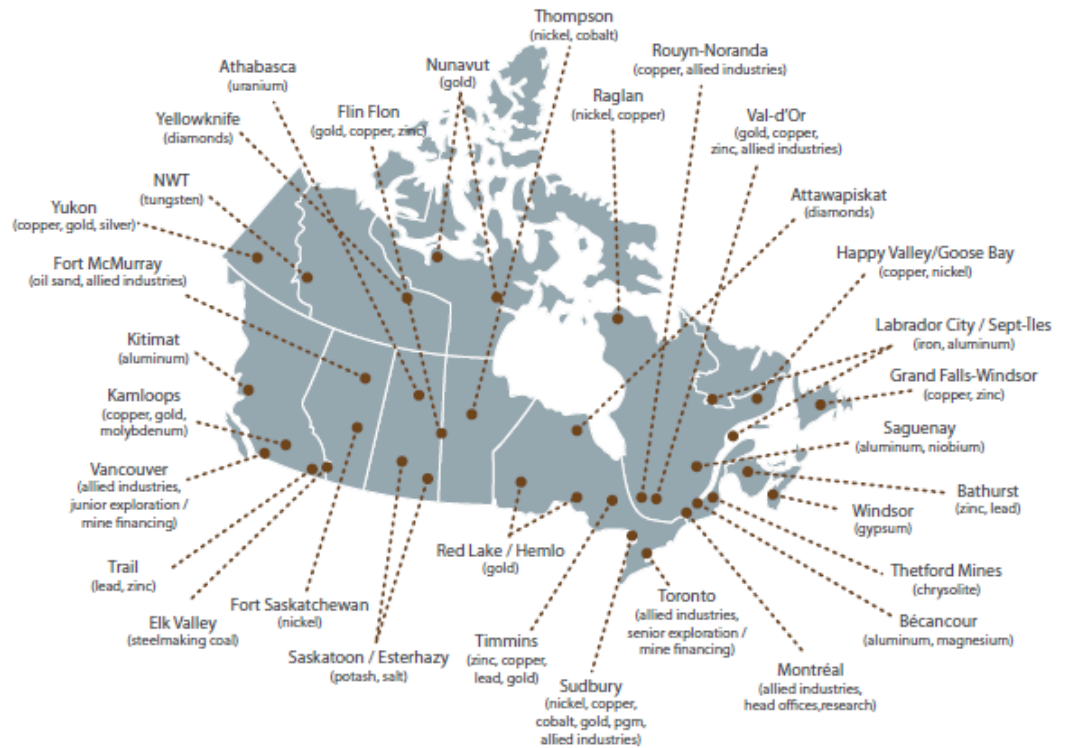 Thompson
(nickel, cobalt)
Rouyn-Noranda
(copper, allied industries)
Athabasca
(uranium)
Nunavut
(gold)
Raglan
(nickel, copper)
Val-d'Or
(gold, copper,
zinc, allied industries)
Flin Flon
(gold, copper, zinc)
Yellowknife
(diamonds)
NWT
(tungsten)
Attawapiskat
(diamonds)
Yukon
(copper, gold, silver)
Happy Valley/Goose Bay
(copper, nickel)
Fort McMurray
(oil sand, allied industries)
Labrador City / Sept-Îles
(iron, aluminum)
Kitimat
(aluminum)
Grand Falls-Windsor
(copper, zinc)
Kamloops
(copper, gold,
molybdenum)
Saguenay
(aluminum, niobium)
Vancouver
(allied industries,
junior exploration /
mine financing)
Bathurst
(zinc, lead)
Windsor
(gypsum)
Red Lake / Hemlo
(gold)
Trail
(lead, zinc)
Thetford Mines
(chrysolite)
Fort Saskatchewan
(nickel)
Toronto
(allied industries,
senior exploration /
mine financing)
Elk Valley
(steelmaking coal)
Bécancour
(aluminum, magnesium)
Timmins
(zinc, copper,
lead, gold)
Saskatoon / Esterhazy
(potash, salt)
Montréal
(allied industries,
head offices,research)
Sudbury
(nickel, copper,
cobalt, gold, pgm,
allied industries)